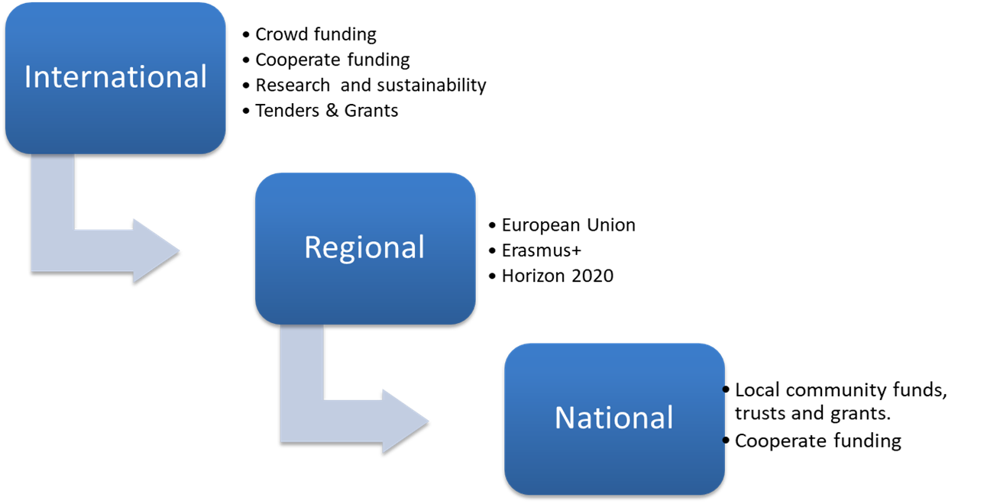 International
• Crowd funding
• Cooperate funding
• Research  and sustainability
• Tenders & Grants
Regional
• European Union
• Erasmus+
• Horizon 2020
National
• Local community funds,
trusts and grants.
• Cooperate funding